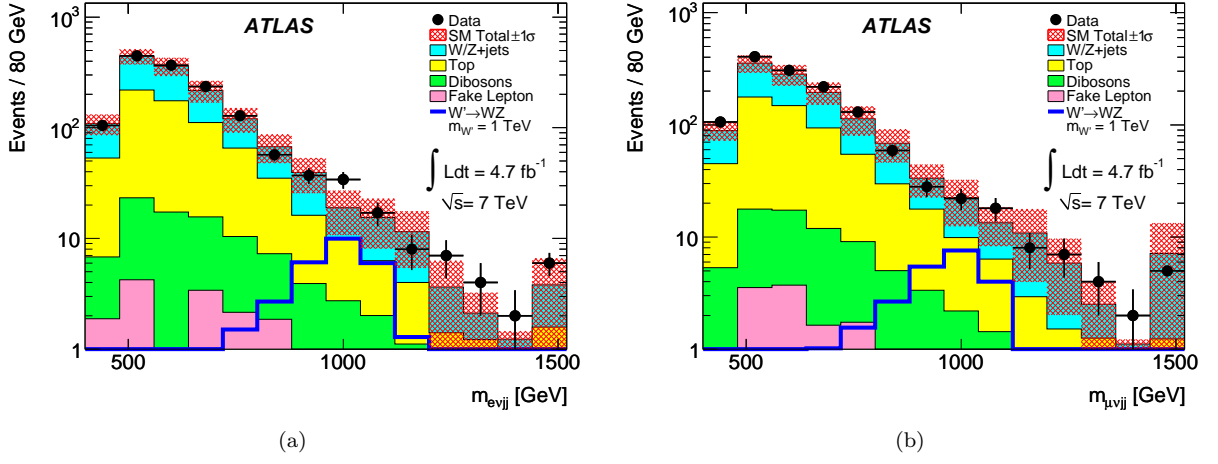 Events / 80 GeV
10³
10²
10
1
ATLAS
Data
SM Total±1σ
W/Z+jets
Top
Dibosons
Fake Lepton
W'→WZ
m_W' = 1 TeV
∫ Ldt = 4.7 fb⁻¹
√s= 7 TeV
500
1000
1500
m_eνjj [GeV]
(a)
Events / 80 GeV
10³
10²
10
1
ATLAS
Data
SM Total±1σ
W/Z+jets
Top
Dibosons
Fake Lepton
W'→WZ
m_W' = 1 TeV
∫ Ldt = 4.7 fb⁻¹
√s= 7 TeV
500
1000
1500
m_μνjj [GeV]
(b)